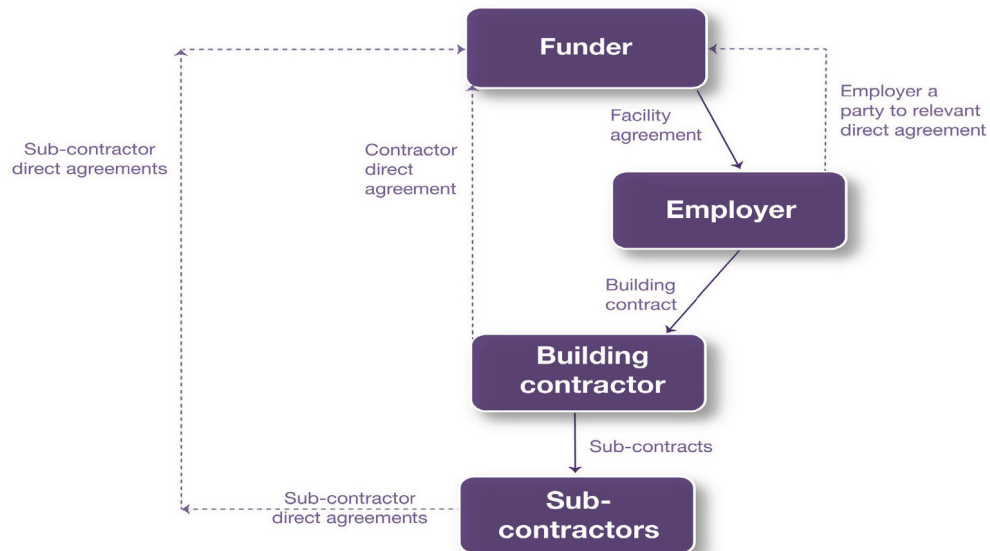 Funder
Employer a
party to relevant
direct agreement
Facility
agreement
Sub-contractor
direct agreements
Contractor
direct
agreement
Employer
Building
contract
Building
contractor
Sub-contracts
Sub-contractor
direct agreements
Sub-
contractors